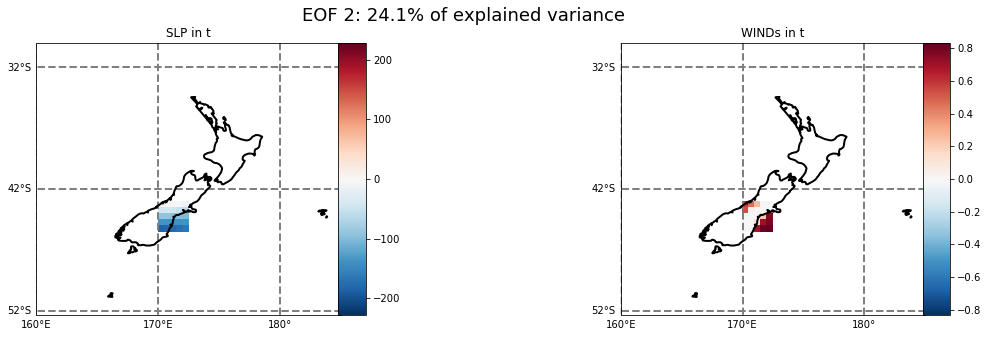 EOF 2: 24.1% of explained variance
SLP in t
32°S
42°S
52°S
160°E
170°E
180°
200
100
0
−100
−200
WINDs in t
32°S
42°S
52°S
160°E
170°E
180°
0.8
0.6
0.4
0.2
0.0
−0.2
−0.4
−0.6
−0.8